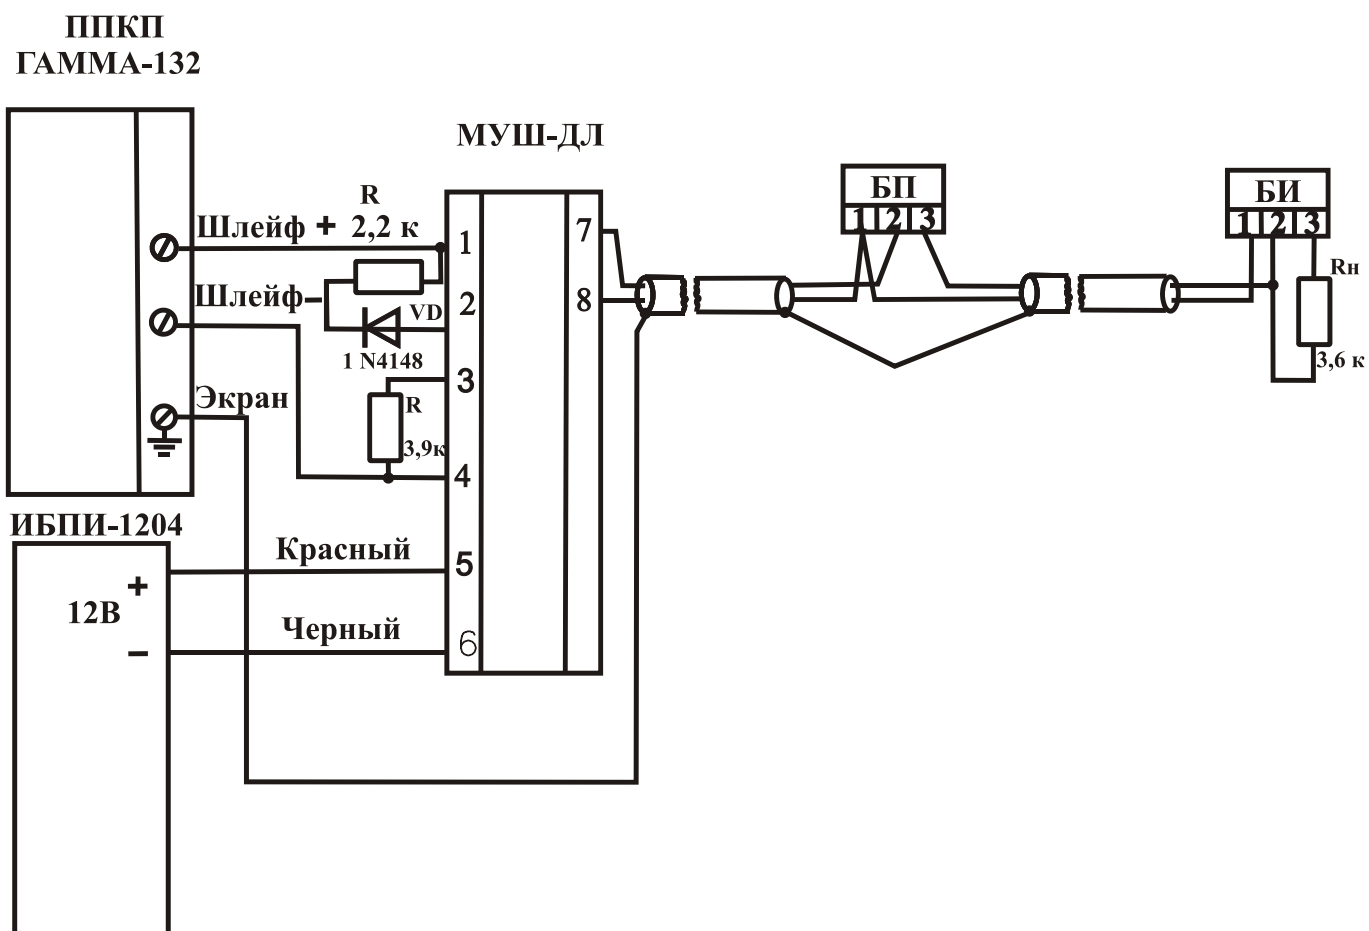 ППКП
ГАММА-132
МУШ-ДЛ
БП
1 2 3
БИ
1 2 3
R
Шлейф + 2,2 к
1
7
Rн
Шлейф-
2
8
VD
1 N4148
3,6 к
3
Экран
R
3,9к
4
ИБПИ-1204
Красный
5
+
12В
Черный
6
–